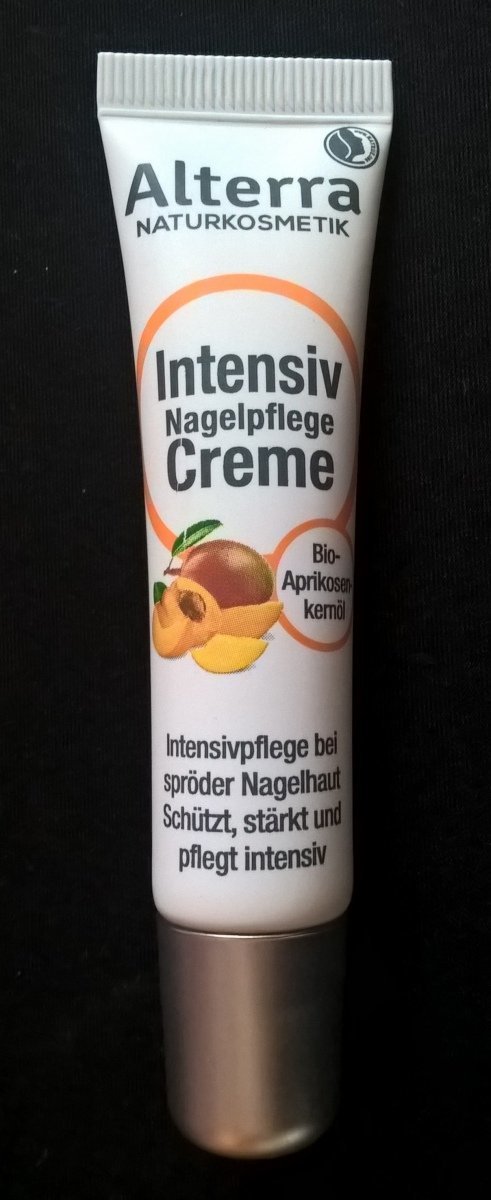 Alterra
NATURKOSMETIK
Intensiv
Nagelpflege
Creme
Bio-
Aprikosen-
kernöl
Intensivpflege bei
spröder Nagelhaut
Schützt, stärkt und
pflegt intensiv